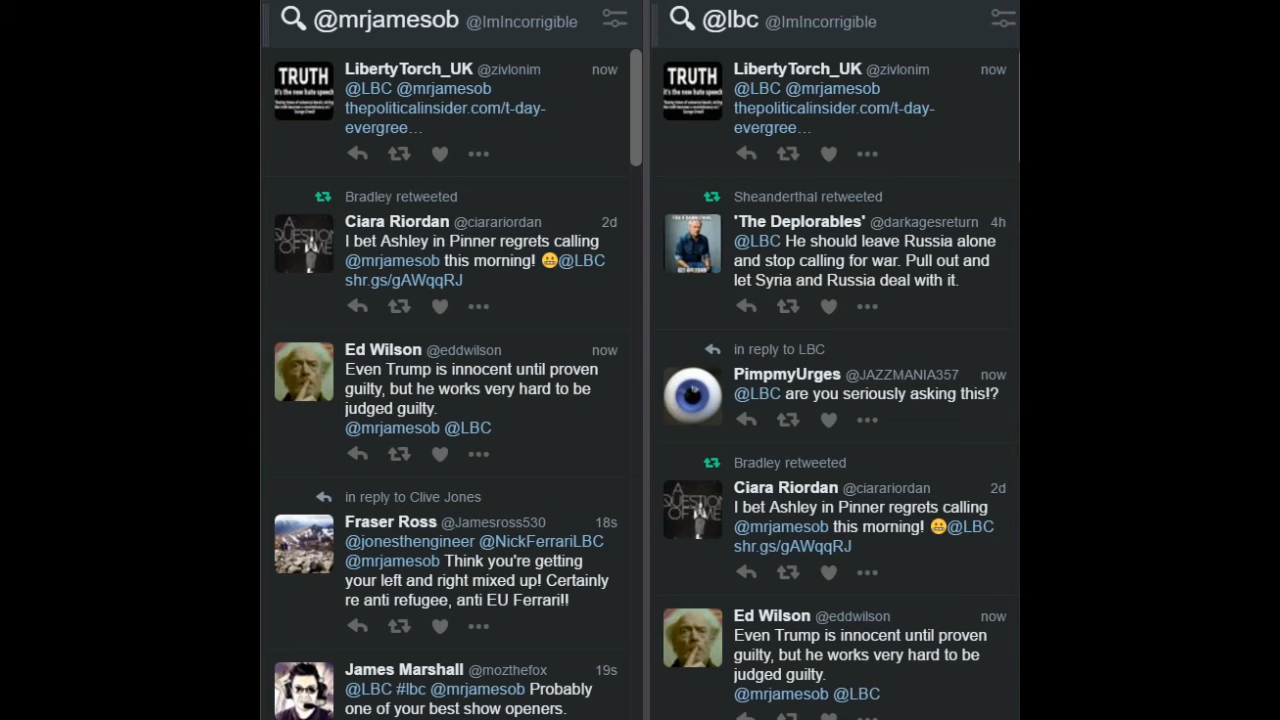 @mrjamesob @ImIncorrigible
LibertyTorch_UK @zivlonim now
@LBC @mrjamesob
thepoliticalinsider.com/t-day-
evergree…
Bradley retweeted
Ciara Riordan @ciarariordan 2d
I bet Ashley in Pinner regrets calling
@mrjamesob this morning! 😬@LBC
shr.gs/gAWqqRJ
Ed Wilson @eddwilson now
Even Trump is innocent until proven
guilty, but he works very hard to be
judged guilty.
@mrjamesob @LBC
in reply to Clive Jones
Fraser Ross @Jamesross530 18s
@jonesthengineer @NickFerrariLBC
@mrjamesob Think you're getting
your left and right mixed up! Certainly
re anti refugee, anti EU Ferrari!!
James Marshall @mozthefox 19s
@LBC #lbc @mrjamesob Probably
one of your best show openers.
@lbc @ImIncorrigible
LibertyTorch_UK @zivlonim now
@LBC @mrjamesob
thepoliticalinsider.com/t-day-
evergree…
Sheanderthal retweeted
'The Deplorables' @darkagesreturn 4h
@LBC He should leave Russia alone
and stop calling for war. Pull out and
let Syria and Russia deal with it.
in reply to LBC
PimpmyUrges @JAZZMANIA357 now
@LBC are you seriously asking this!?
Bradley retweeted
Ciara Riordan @ciarariordan 2d
I bet Ashley in Pinner regrets calling
@mrjamesob this morning! 😬@LBC
shr.gs/gAWqqRJ
Ed Wilson @eddwilson now
Even Trump is innocent until proven
guilty, but he works very hard to be
judged guilty.
@mrjamesob @LBC
TRUTH
TRUTH